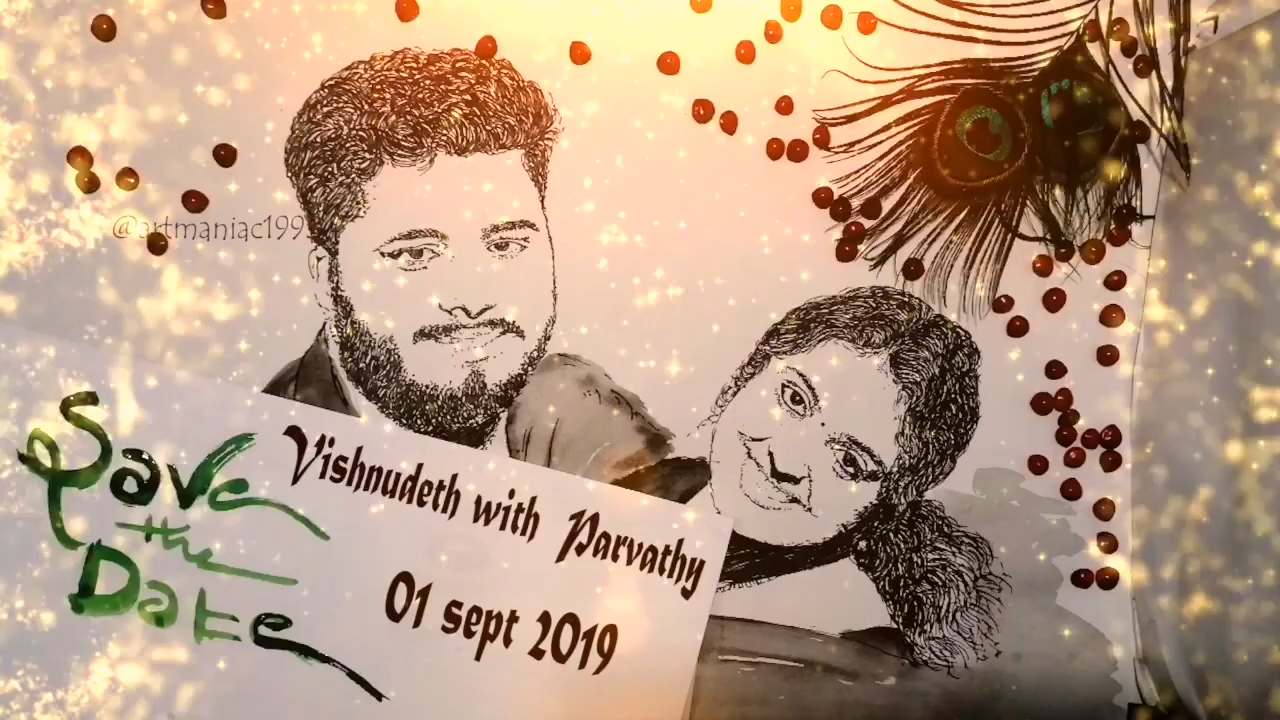 @artmaniac199
Save
the
Date
Vishnudeth with Parvathy
01 sept 2019